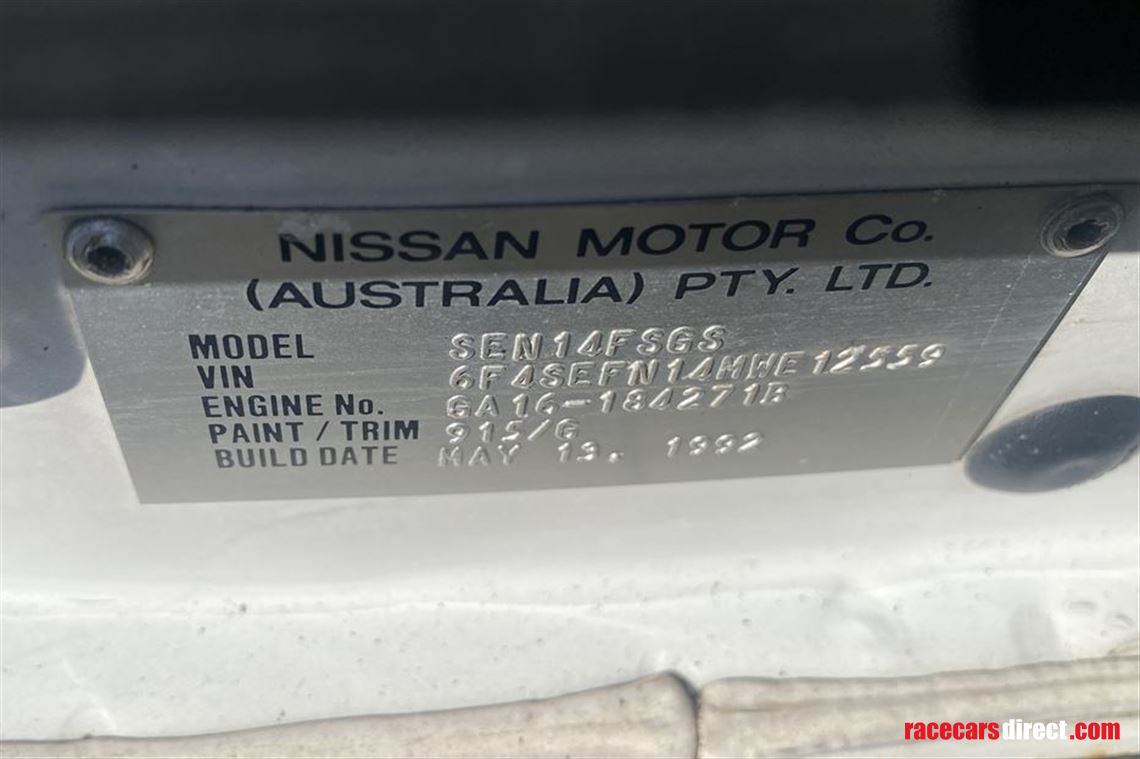 NISSAN MOTOR Co.
(AUSTRALIA) PTY. LTD.
MODEL SEN14FSGS
VIN 6F4SEFN14MWE12559
ENGINE No. GA16-184271B
PAINT / TRIM 915/G
BUILD DATE MAY 13. 1992
racecarsdirect.com